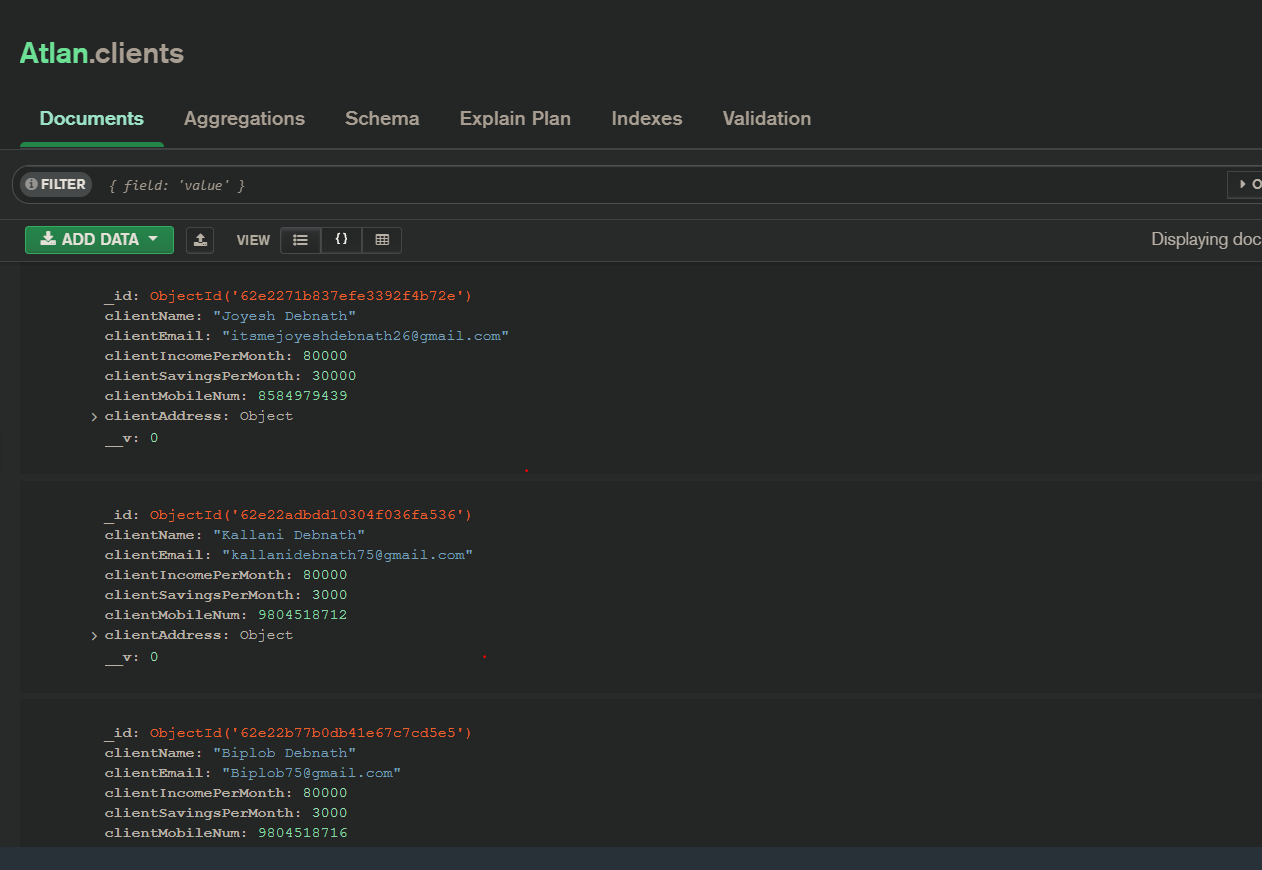 Atlan.clients
Documents Aggregations Schema Explain Plan Indexes Validation
FILTER { field: 'value' }
ADD DATA VIEW { } Displaying doc
_id: ObjectId('62e2271b837efe3392f4b72e')
clientName: "Joyesh Debnath"
clientEmail: "itsmejoyeshdebnath26@gmail.com"
clientIncomePerMonth: 80000
clientSavingsPerMonth: 30000
clientMobileNum: 8584979439
> clientAddress: Object
__v: 0
_id: ObjectId('62e22adbdd10304f036fa536')
clientName: "Kallani Debnath"
clientEmail: "kallanidebnath75@gmail.com"
clientIncomePerMonth: 80000
clientSavingsPerMonth: 3000
clientMobileNum: 9804518712
> clientAddress: Object
__v: 0
_id: ObjectId('62e22b77b0db41e67c7cd5e5')
clientName: "Biplob Debnath"
clientEmail: "Biplob75@gmail.com"
clientIncomePerMonth: 80000
clientSavingsPerMonth: 3000
clientMobileNum: 9804518716